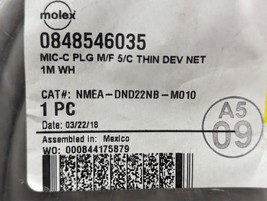 molex
0848546035
MIC-C PLG M/F 5/C THIN DEV NET
1M WH
CAT#: NMEA-DND22NB-M010
1 PC
Date: 03/22/18
Assembled in: Mexico
WO: 000844175879
A5
09